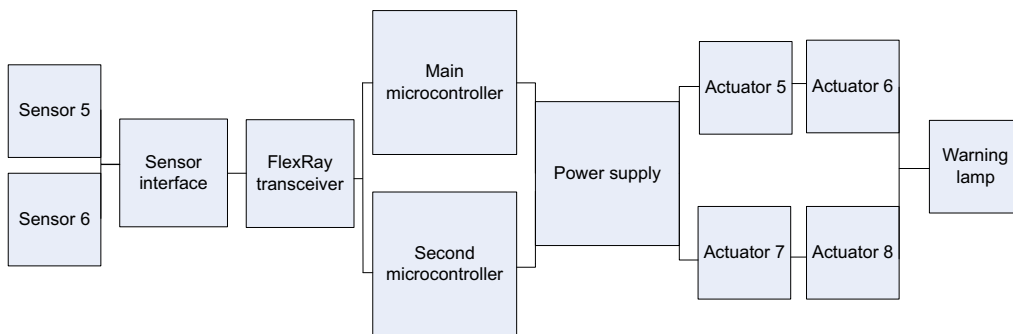 Sensor 5
Sensor 6
Sensor
interface
FlexRay
transceiver
Main
microcontroller
Second
microcontroller
Power supply
Actuator 5
Actuator 6
Actuator 7
Actuator 8
Warning
lamp